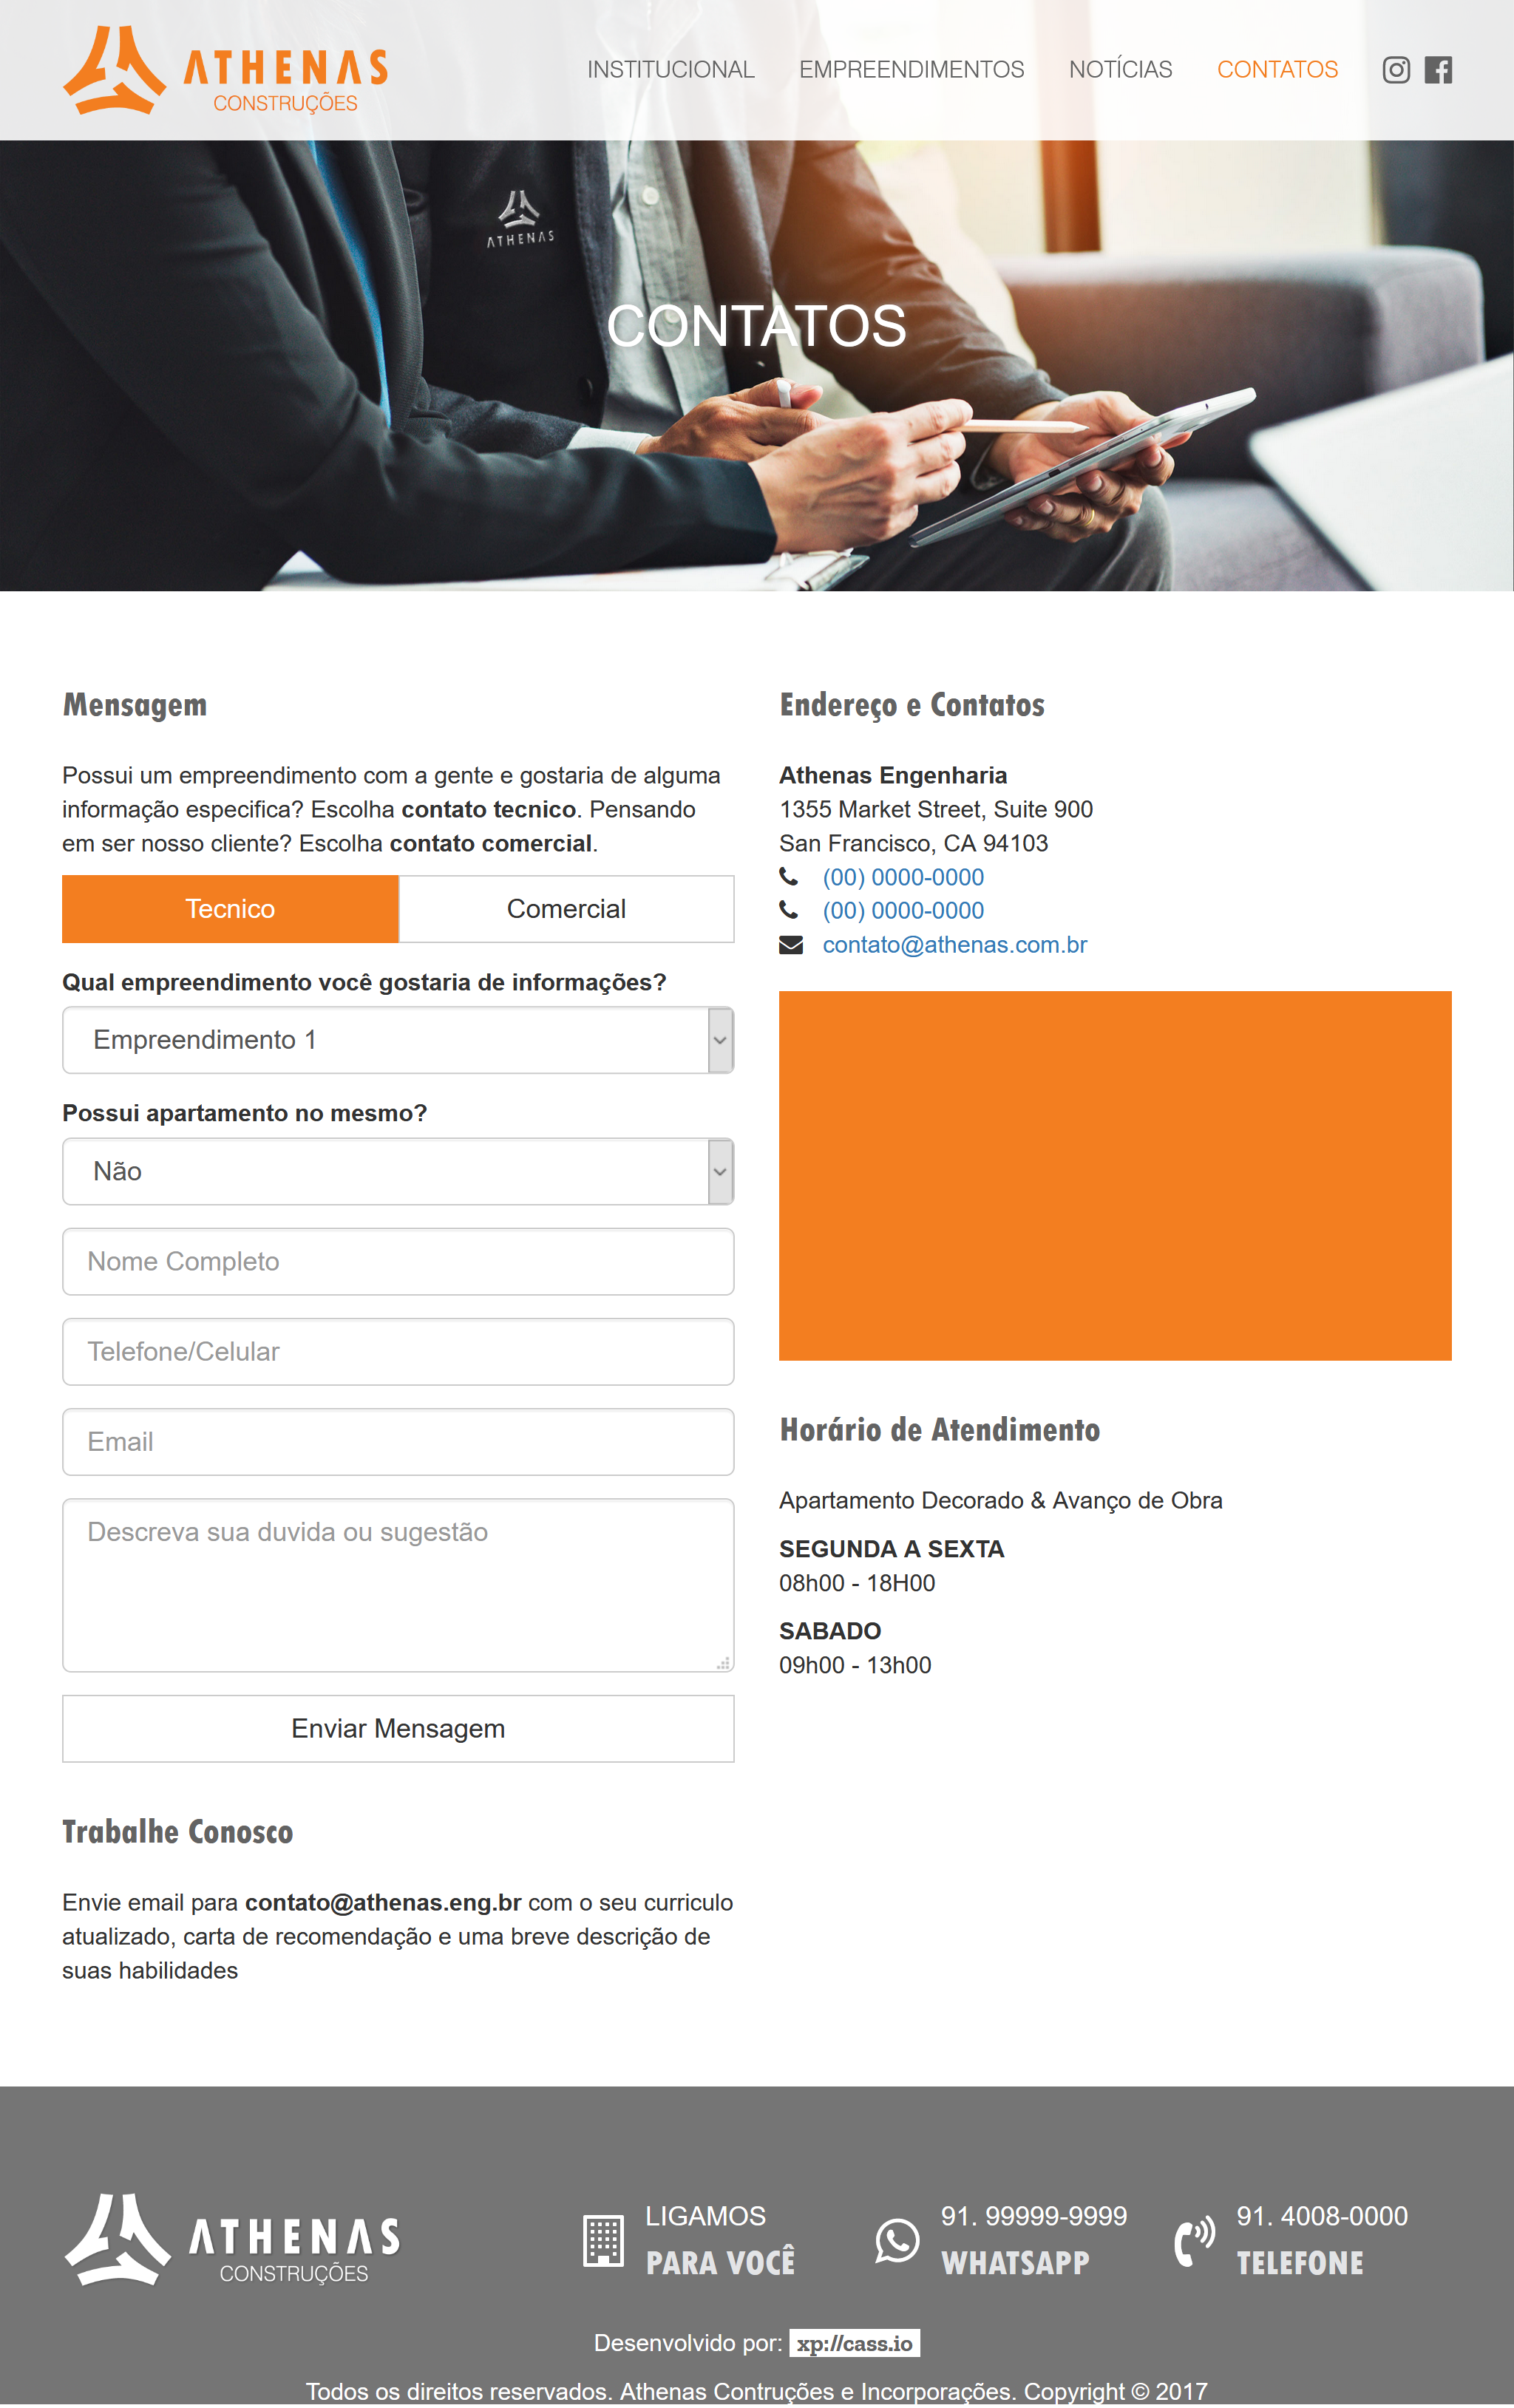 ATHENAS
CONSTRUÇÕES
INSTITUCIONAL
EMPREENDIMENTOS
NOTÍCIAS
CONTATOS
ATHENAS
CONTATOS
Mensagem
Possui um empreendimento com a gente e gostaria de alguma
informação especifica? Escolha contato tecnico. Pensando
em ser nosso cliente? Escolha contato comercial.
Tecnico
Comercial
Qual empreendimento você gostaria de informações?
Empreendimento 1
Possui apartamento no mesmo?
Não
Nome Completo
Telefone/Celular
Email
Descreva sua duvida ou sugestão
Enviar Mensagem
Trabalhe Conosco
Envie email para contato@athenas.eng.br com o seu curriculo
atualizado, carta de recomendação e uma breve descrição de
suas habilidades
Endereço e Contatos
Athenas Engenharia
1355 Market Street, Suite 900
San Francisco, CA 94103
(00) 0000-0000
(00) 0000-0000
contato@athenas.com.br
Horário de Atendimento
Apartamento Decorado & Avanço de Obra
SEGUNDA A SEXTA
08h00 - 18H00
SABADO
09h00 - 13h00
ATHENAS
CONSTRUÇÕES
LIGAMOS
PARA VOCÊ
91. 99999-9999
WHATSAPP
91. 4008-0000
TELEFONE
Desenvolvido por: xp://cass.io
Todos os direitos reservados. Athenas Contruções e Incorporações. Copyright © 2017